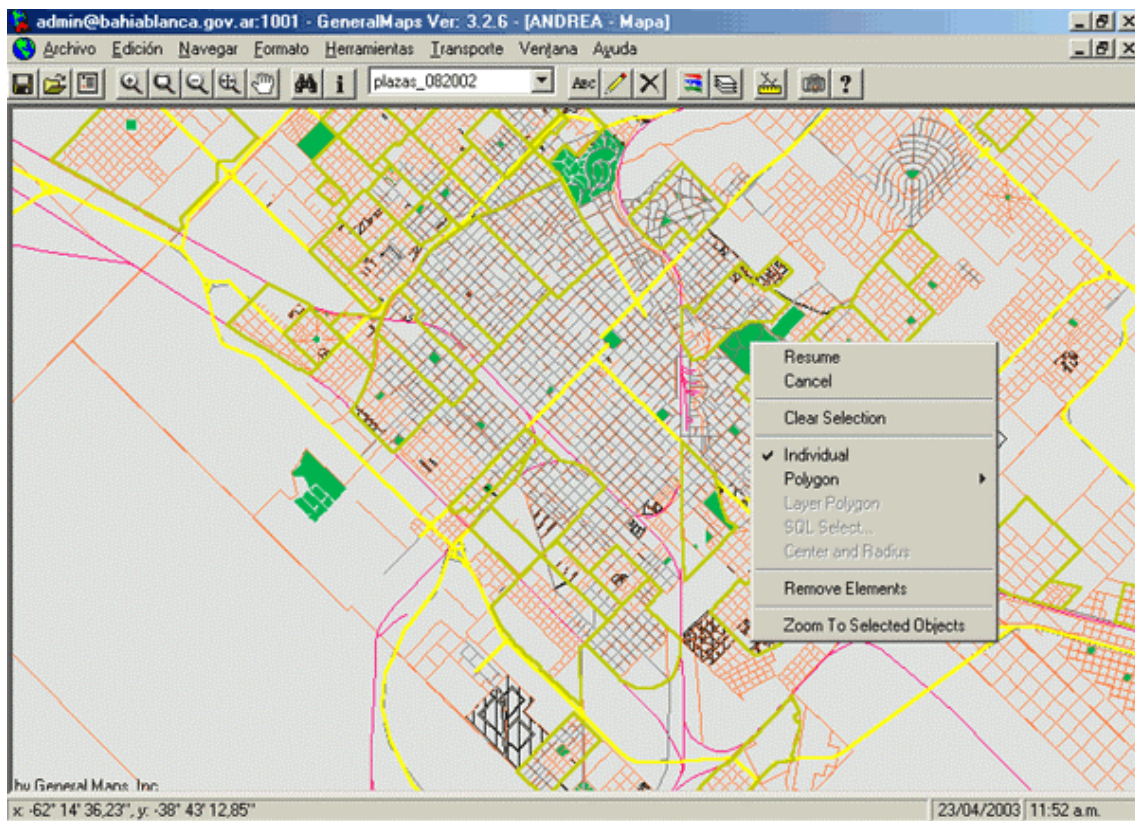 admin@bahiablanca.gov.ar:1001 - GeneralMaps Ver: 3.2.6 - [ANDREA - Mapa]
Archivo Edición Navegar Formato Herramientas Transporte Ventana Ayuda
plazas_082002 ABC i ?
Resume
Cancel
Clear Selection
Individual
Polygon
Layer Polygon
SQL Select...
Center and Radius
Remove Elements
Zoom To Selected Objects
by General Maps, Inc
x: -62° 14' 36,23'', y: -38° 43' 12,85'' 23/04/2003 11:52 a.m.